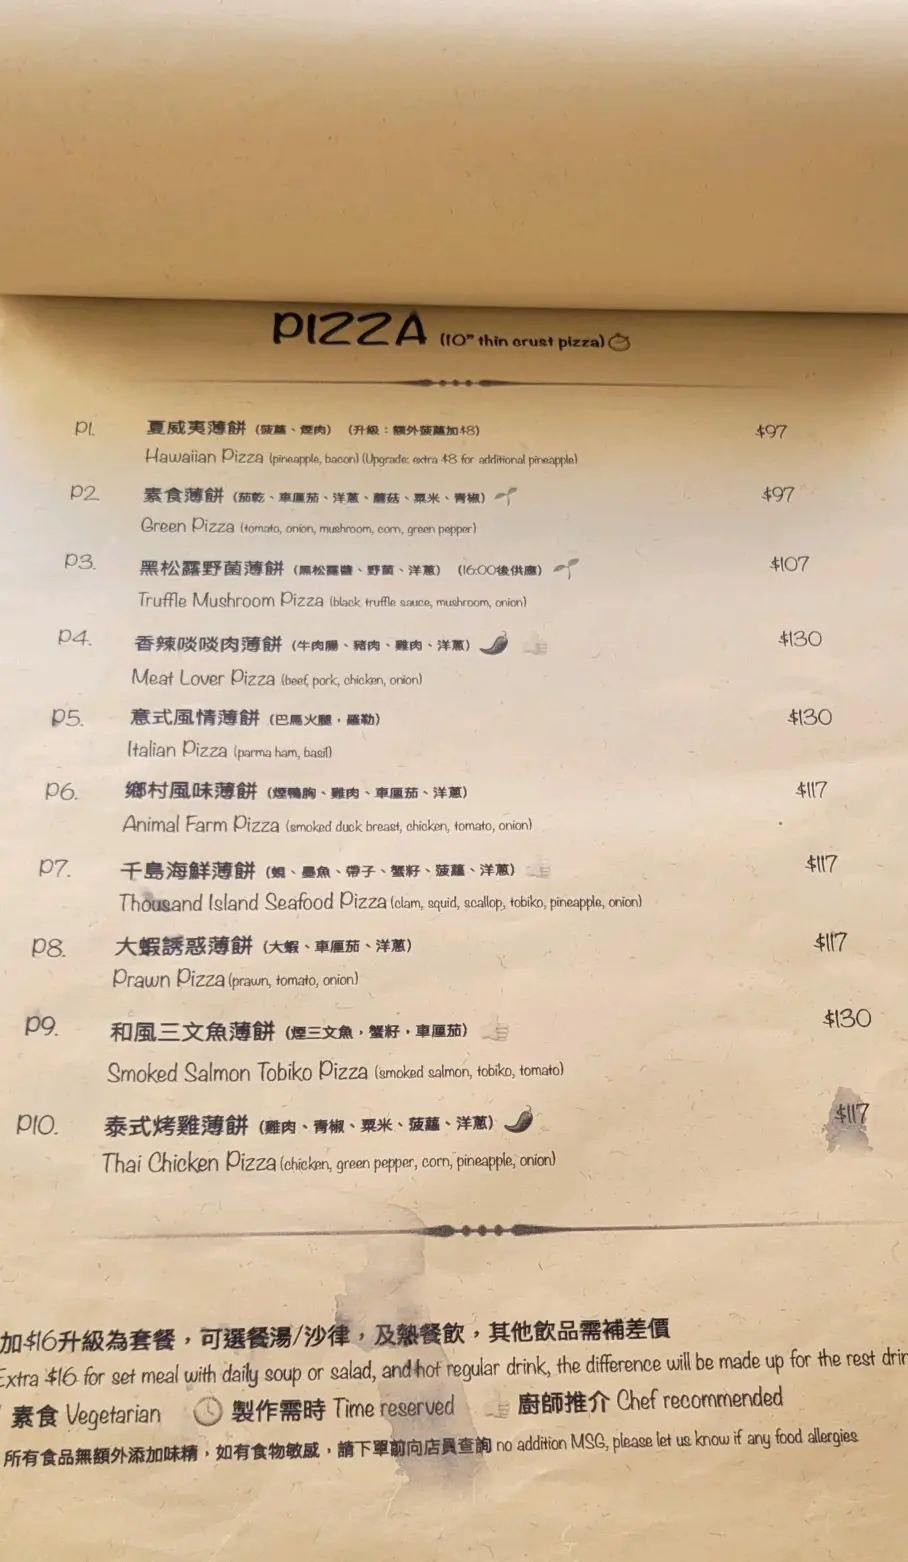 PIZZA (10" thin crust pizza)
P1. 夏威夷薄餅 (菠蘿、煙肉) (升級：額外菠蘿加$8) $97
Hawaiian Pizza (pineapple, bacon) (Upgrade: extra $8 for additional pineapple)
P2. 素食薄餅 (茄乾、車厘茄、洋蔥、蘑菇、粟米、青椒) $97
Green Pizza (tomato, onion, mushroom, corn, green pepper)
P3. 黑松露野菌薄餅 (黑松露醬、野菌、洋蔥) (16:00後供應) $107
Truffle Mushroom Pizza (black truffle sauce, mushroom, onion)
P4. 香辣啖啖肉薄餅 (牛肉腸、豬肉、雞肉、洋蔥) $130
Meat Lover Pizza (beef, pork, chicken, onion)
P5. 意式風情薄餅 (巴馬火腿，羅勒) $130
Italian Pizza (parma ham, basil)
P6. 鄉村風味薄餅 (煙鴨胸、雞肉、車厘茄、洋蔥) $117
Animal Farm Pizza (smoked duck breast, chicken, tomato, onion)
P7. 千島海鮮薄餅 (蜆、墨魚、帶子、蟹籽、菠蘿、洋蔥) $117
Thousand Island Seafood Pizza (clam, squid, scallop, tobiko, pineapple, onion)
P8. 大蝦誘惑薄餅 (大蝦、車厘茄、洋蔥) $117
Prawn Pizza (prawn, tomato, onion)
P9. 和風三文魚薄餅 (煙三文魚，蟹籽，車厘茄) $130
Smoked Salmon Tobiko Pizza (smoked salmon, tobiko, tomato)
P10. 泰式烤雞薄餅 (雞肉、青椒、粟米、菠蘿、洋蔥) $117
Thai Chicken Pizza (chicken, green pepper, corn, pineapple, onion)
加$16升級為套餐，可選餐湯/沙律，及熱餐飲，其他飲品需補差價
Extra $16 for set meal with daily soup or salad, and hot regular drink, the difference will be made up for the rest drin
素食 Vegetarian 製作需時 Time reserved 廚師推介 Chef recommended
所有食品無額外添加味精，如有食物敏感，請下單前向店員查詢 no addition MSG, please let us know if any food allergies